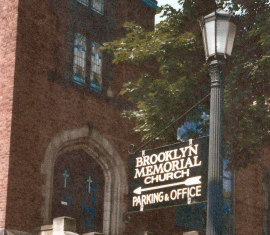 BROOKLYN
MEMORIAL
CHURCH
PARKING & OFFICE